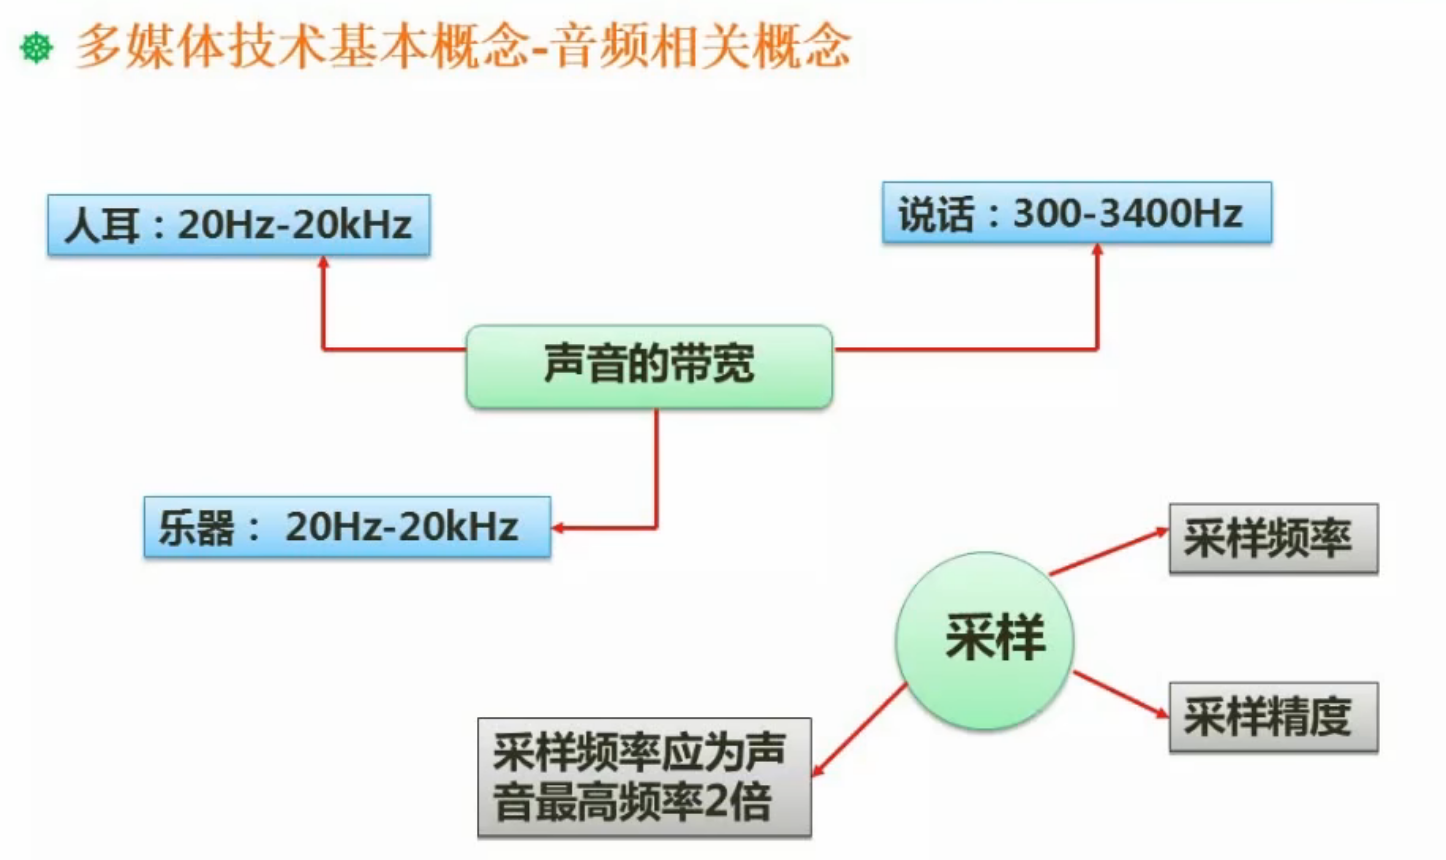 多媒体技术基本概念-音频相关概念
人耳：20Hz-20kHz
说话：300-3400Hz
声音的带宽
乐器： 20Hz-20kHz
采样频率
采样
采样精度
采样频率应为声
音最高频率2倍